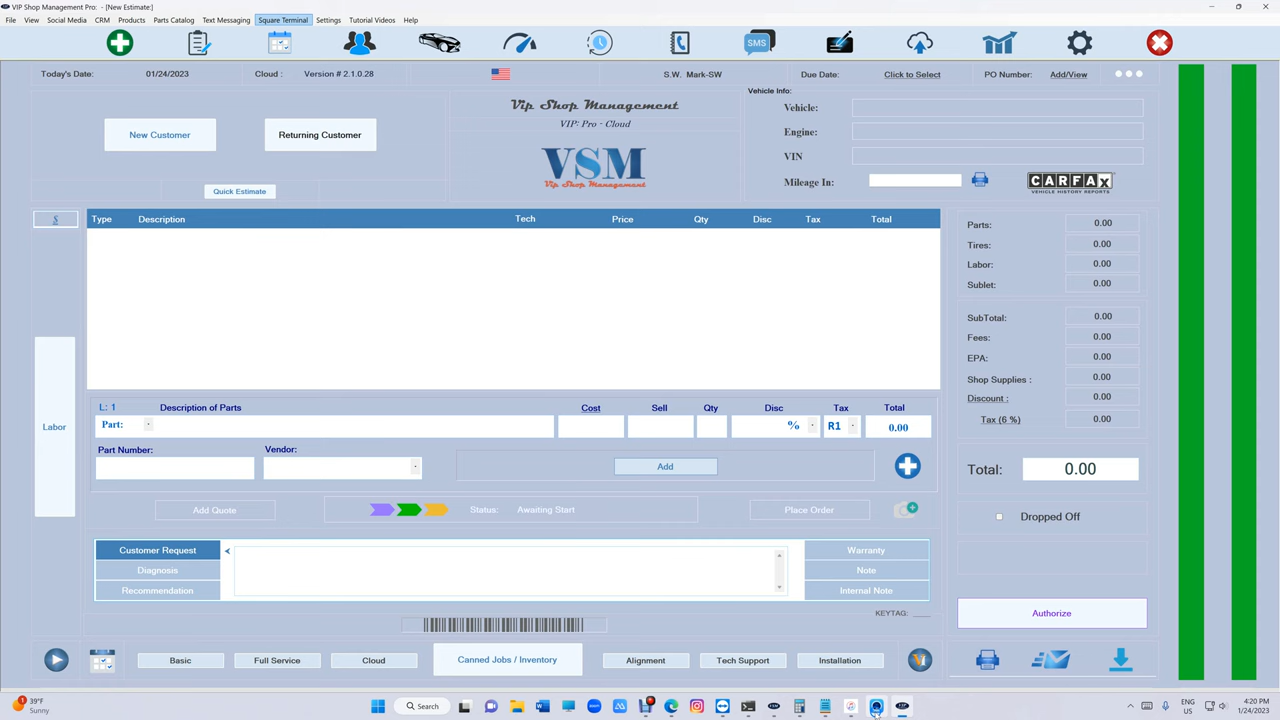 VIP Shop Management Pro: - [New Estimate:]
File View Social Media CRM Products Parts Catalog Text Messaging Square Terminal Settings Tutorial Videos Help
SMS
Today's Date: 01/24/2023 Cloud : Version # 2.1.0.28 S.W. Mark-SW Due Date: Click to Select PO Number: Add/View
New Customer Returning Customer
Quick Estimate
Vip Shop Management
VIP: Pro - Cloud
VSM
Vip Shop Management
Vehicle Info:
Vehicle:
Engine:
VIN
Mileage In:
CARFAX
VEHICLE HISTORY REPORTS
$ Type Description Tech Price Qty Disc Tax Total
Labor
Parts: 0.00
Tires: 0.00
Labor: 0.00
Sublet: 0.00
SubTotal: 0.00
Fees: 0.00
EPA: 0.00
Shop Supplies : 0.00
Discount : 0.00
Tax (6 %) 0.00
Total: 0.00
L: 1 Description of Parts Cost Sell Qty Disc Tax Total
Part: % R1 0.00
Part Number: Vendor:
Add
Add Quote Status: Awaiting Start Place Order
Dropped Off
Customer Request Warranty
Diagnosis Note
Recommendation Internal Note
KEYTAG: ___
Authorize
Basic Full Service Cloud Canned Jobs / Inventory Alignment Tech Support Installation
1 39°F
Sunny
Search
ENG
US
4:20 PM
1/24/2023